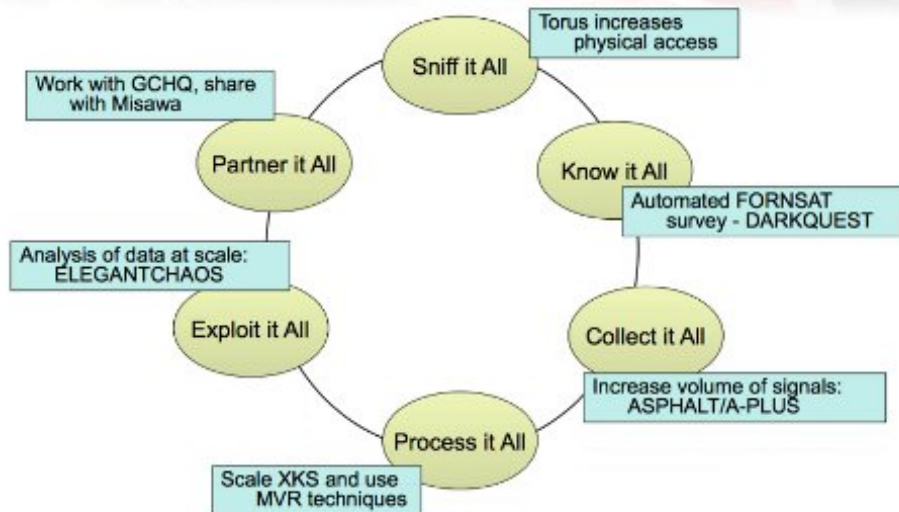 Sniff it All
Torus increases
physical access
Know it All
Automated FORNSAT
survey - DARKQUEST
Collect it All
Increase volume of signals:
ASPHALT/A-PLUS
Process it All
Scale XKS and use
MVR techniques
Exploit it All
Analysis of data at scale:
ELEGANTCHAOS
Partner it All
Work with GCHQ, share
with Misawa